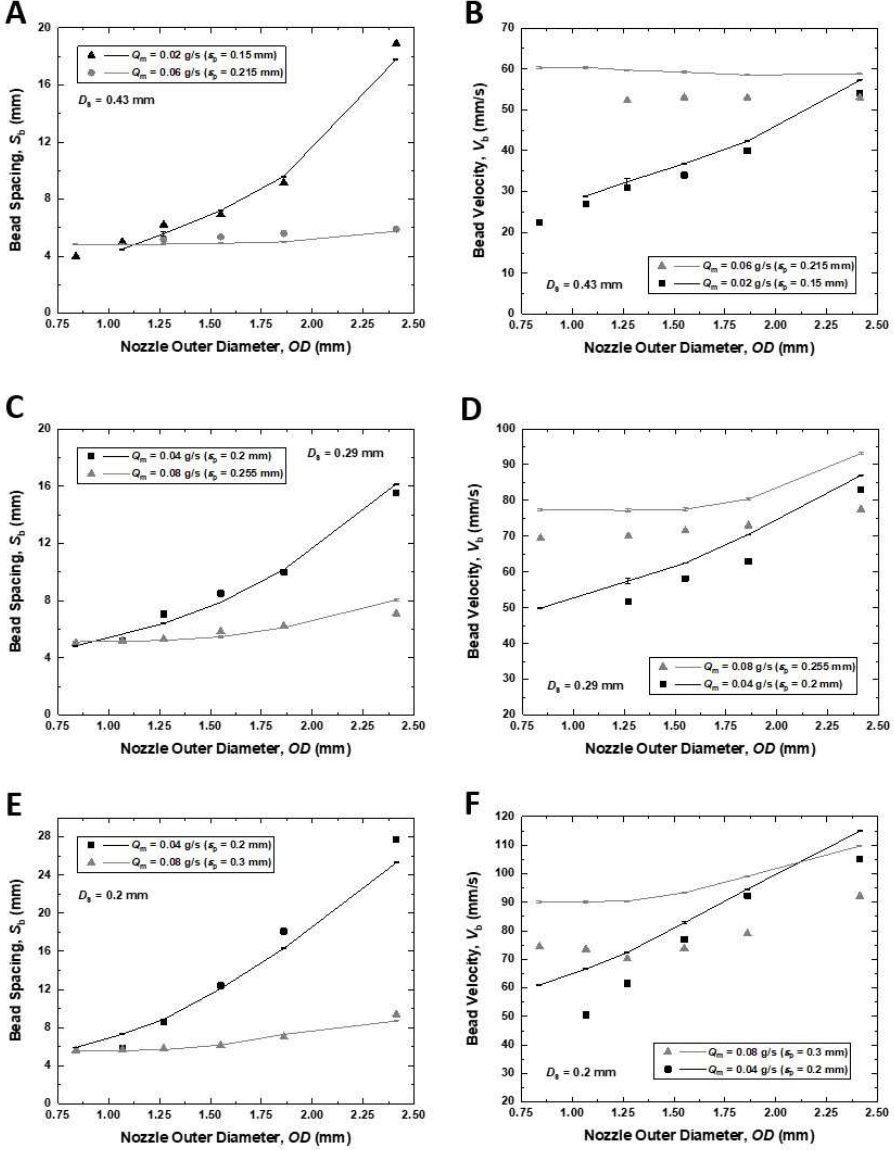 A
20
16
12
8
4
0
Bead Spacing, Sb (mm)
Qm = 0.02 g/s (εp = 0.15 mm)
Qm = 0.06 g/s (εp = 0.215 mm)
Ds = 0.43 mm
0.75 1.00 1.25 1.50 1.75 2.00 2.25 2.50
Nozzle Outer Diameter, OD (mm)
B
70
60
50
40
30
20
10
0
Bead Velocity, Vb (mm/s)
Ds = 0.43 mm
Qm = 0.06 g/s (εp = 0.215 mm)
Qm = 0.02 g/s (εp = 0.15 mm)
0.75 1.00 1.25 1.50 1.75 2.00 2.25 2.50
Nozzle Outer Diameter, OD (mm)
C
20
16
12
8
4
0
Bead Spacing, Sb (mm)
Qm = 0.04 g/s (εp = 0.2 mm)
Qm = 0.08 g/s (εp = 0.255 mm)
Ds = 0.29 mm
0.75 1.00 1.25 1.50 1.75 2.00 2.25 2.50
Nozzle Outer Diameter, OD (mm)
D
100
90
80
70
60
50
40
30
20
Bead Velocity, Vb (mm/s)
Ds = 0.29 mm
Qm = 0.08 g/s (εp = 0.255 mm)
Qm = 0.04 g/s (εp = 0.2 mm)
0.75 1.00 1.25 1.50 1.75 2.00 2.25 2.50
Nozzle Outer Diameter, OD (mm)
E
28
24
20
16
12
8
4
0
Bead Spacing, Sb (mm)
Qm = 0.04 g/s (εp = 0.2 mm)
Qm = 0.08 g/s (εp = 0.3 mm)
Ds = 0.2 mm
0.75 1.00 1.25 1.50 1.75 2.00 2.25 2.50
Nozzle Outer Diameter, OD (mm)
F
120
110
100
90
80
70
60
50
40
30
20
Bead Velocity, Vb (mm/s)
Ds = 0.2 mm
Qm = 0.08 g/s (εp = 0.3 mm)
Qm = 0.04 g/s (εp = 0.2 mm)
0.75 1.00 1.25 1.50 1.75 2.00 2.25 2.50
Nozzle Outer Diameter, OD (mm)